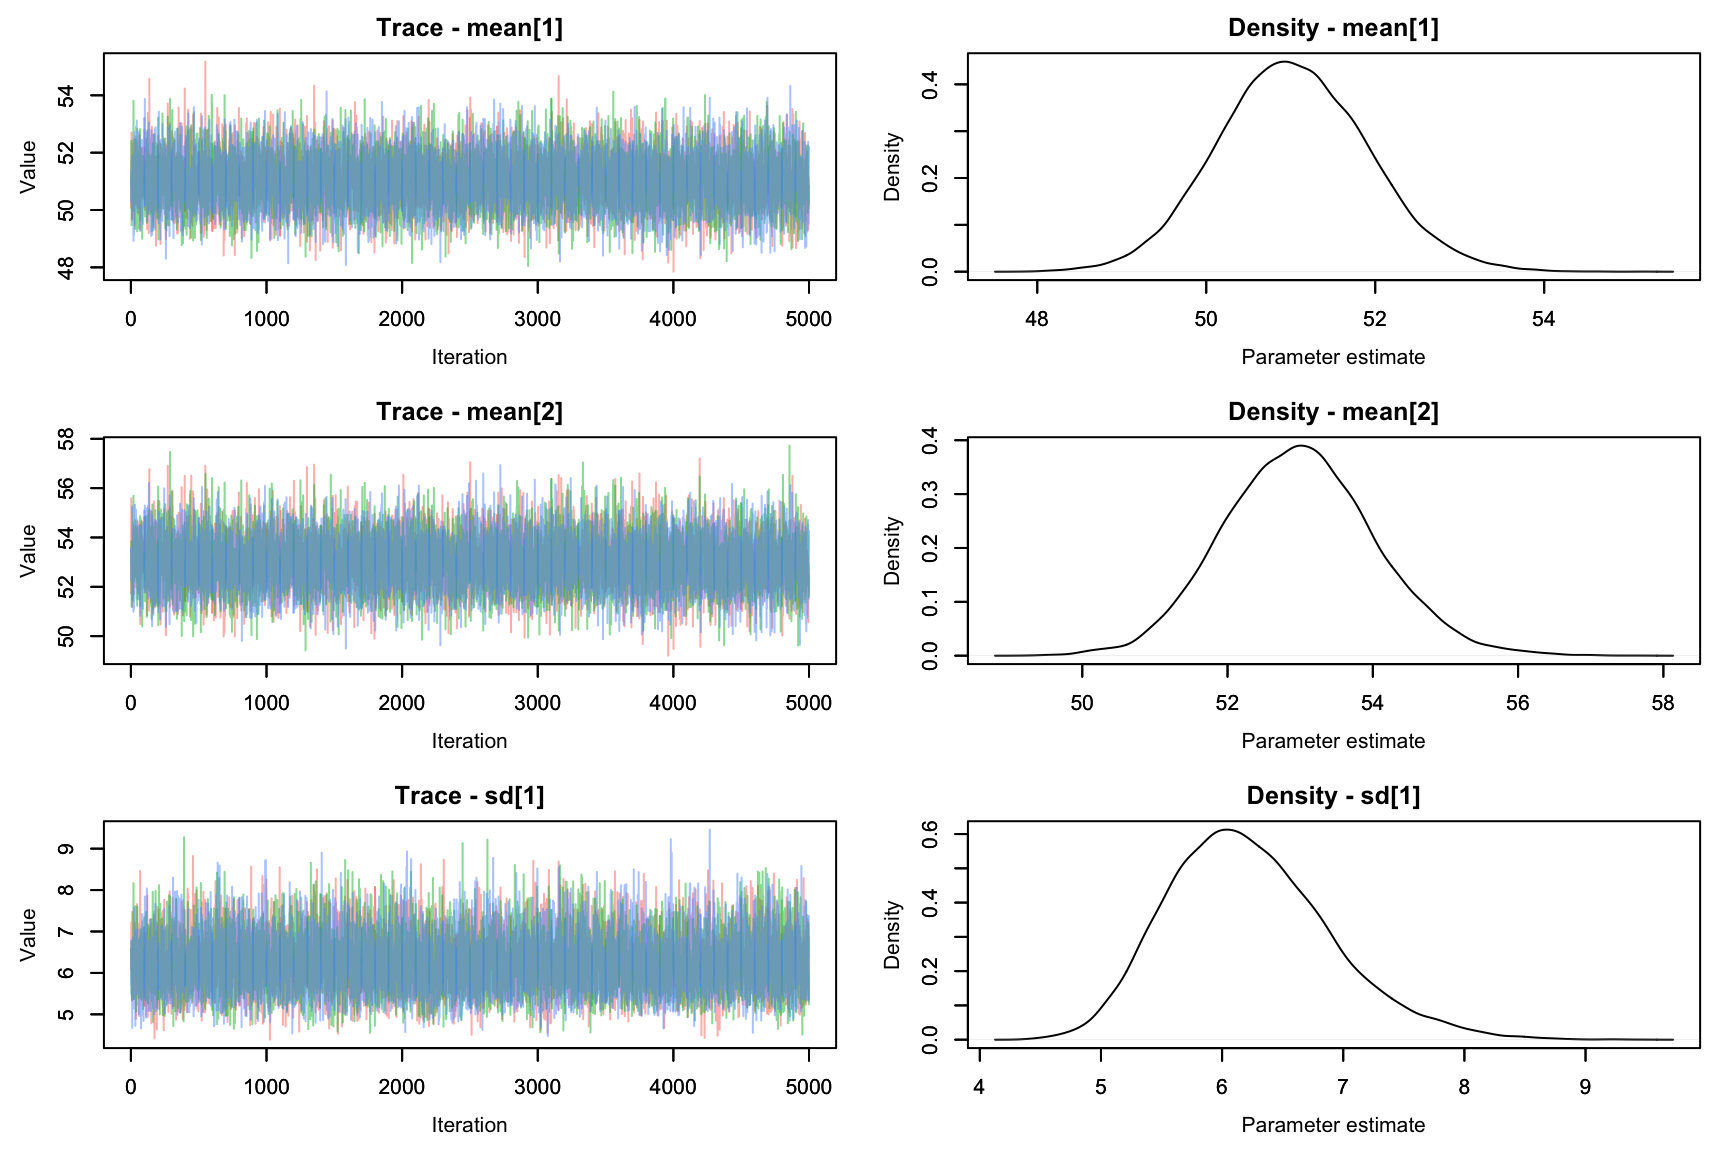 Trace - mean[1]
Value
48 50 52 54
0 1000 2000 3000 4000 5000
Iteration
Density - mean[1]
Density
0.0 0.2 0.4
48 50 52 54
Parameter estimate
Trace - mean[2]
Value
50 52 54 56 58
0 1000 2000 3000 4000 5000
Iteration
Density - mean[2]
Density
0.0 0.1 0.2 0.3 0.4
50 52 54 56 58
Parameter estimate
Trace - sd[1]
Value
5 6 7 8 9
0 1000 2000 3000 4000 5000
Iteration
Density - sd[1]
Density
0.0 0.2 0.4 0.6
4 5 6 7 8 9
Parameter estimate